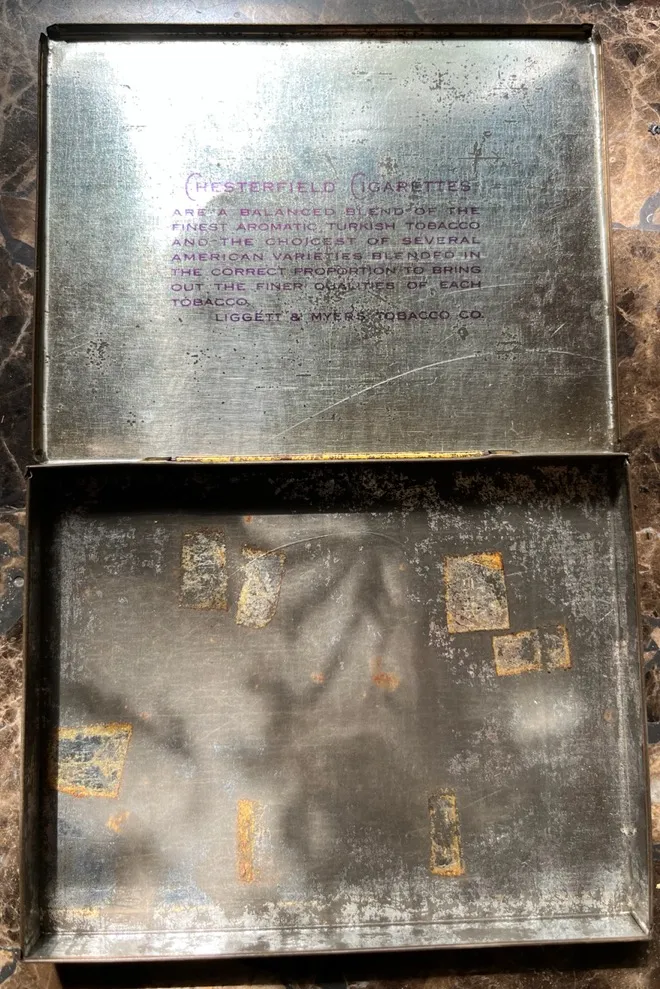 CHESTERFIELD CIGARETTES
ARE A BALANCED BLEND OF THE
FINEST AROMATIC TURKISH TOBACCO
AND THE CHOICEST OF SEVERAL
AMERICAN VARIETIES BLENDED IN
THE CORRECT PROPORTION TO BRING
OUT THE FINER QUALITIES OF EACH
TOBACCO.
LIGGETT & MYERS TOBACCO CO.